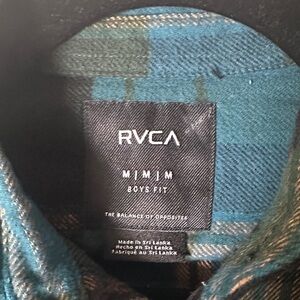 RVCA
M | M | M
BOYS FIT
THE BALANCE OF OPPOSITES
Made in Sri Lanka
Hecho en Sri Lanka
Fabriqué au Sri Lanka